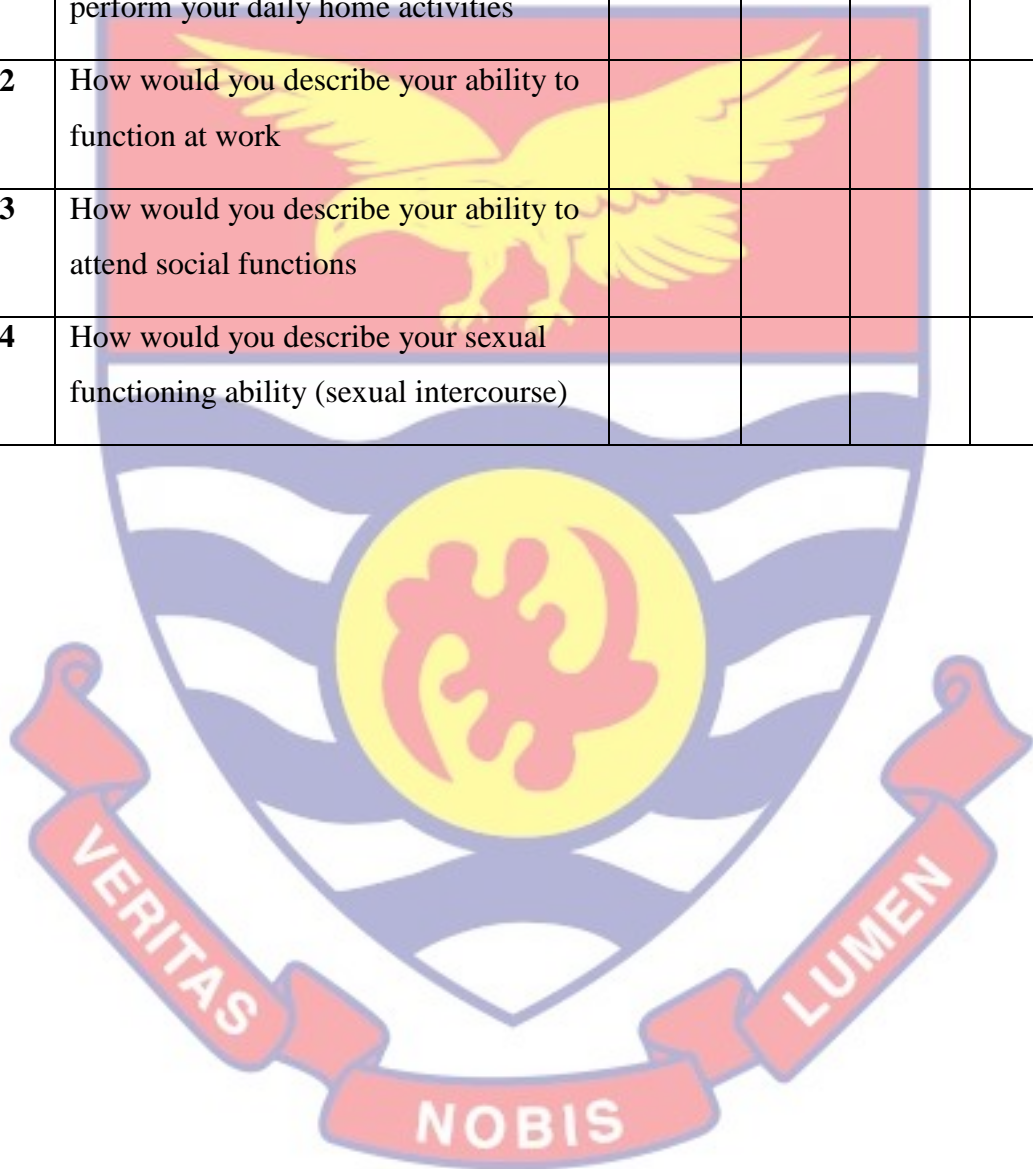 perform your daily home activities
2 How would you describe your ability to
function at work
3 How would you describe your ability to
attend social functions
4 How would you describe your sexual
functioning ability (sexual intercourse)
VERITAS
NOBIS
LUMEN